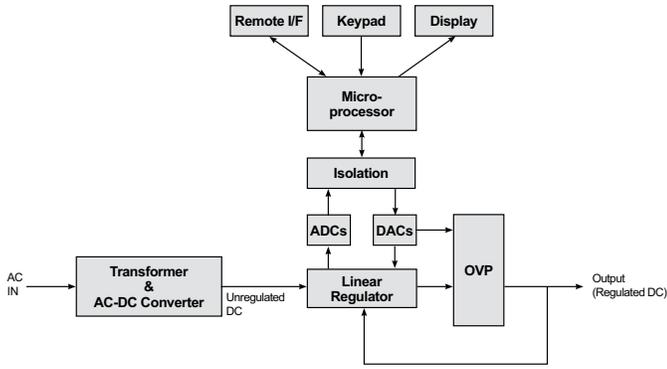 Remote I/F
Keypad
Display
Micro-
processor
Isolation
ADCs
DACs
AC
IN
Transformer
&
AC-DC Converter
Unregulated
DC
Linear
Regulator
OVP
Output
(Regulated DC)